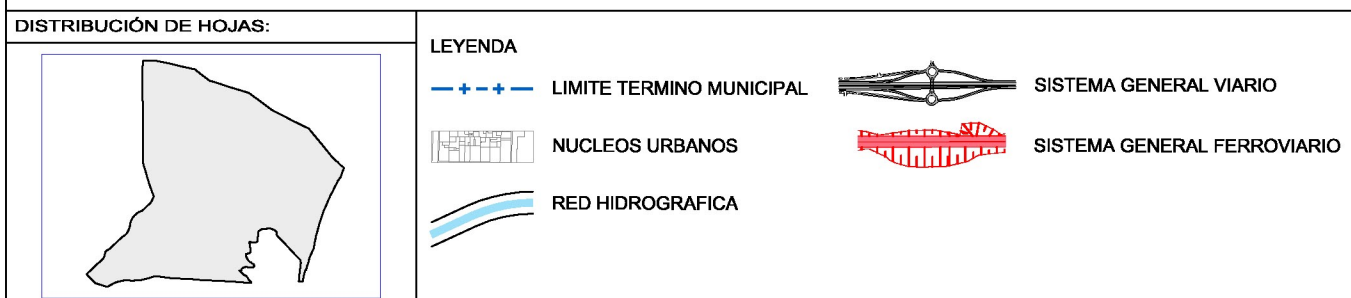 DISTRIBUCIÓN DE HOJAS:
LEYENDA
LIMITE TERMINO MUNICIPAL
NUCLEOS URBANOS
RED HIDROGRAFICA
SISTEMA GENERAL VIARIO
SISTEMA GENERAL FERROVIARIO